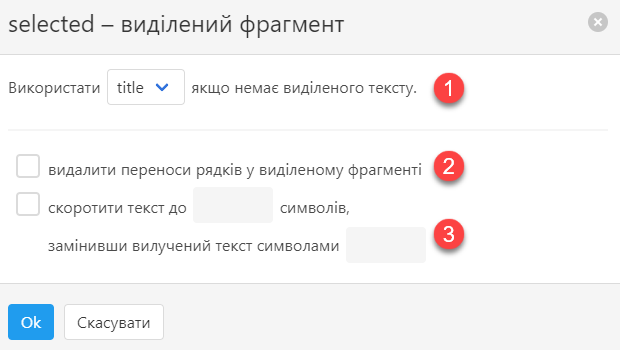 selected – виділений фрагмент
Використати title якщо немає виділеного тексту. 1
видалити переноси рядків у виділеному фрагменті 2
скоротити текст до символів,
замінивши вилучений текст символами 3
Ok Скасувати